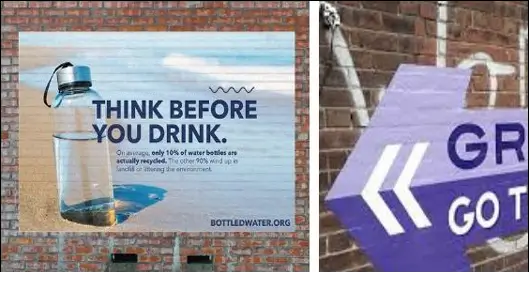 THINK BEFORE
YOU DRINK.
On average, only 10% of water bottles are
actually recycled. The other 90% wind up in
landfill or littering the environment.
BOTTLEDWATER.ORG
GR
GO T